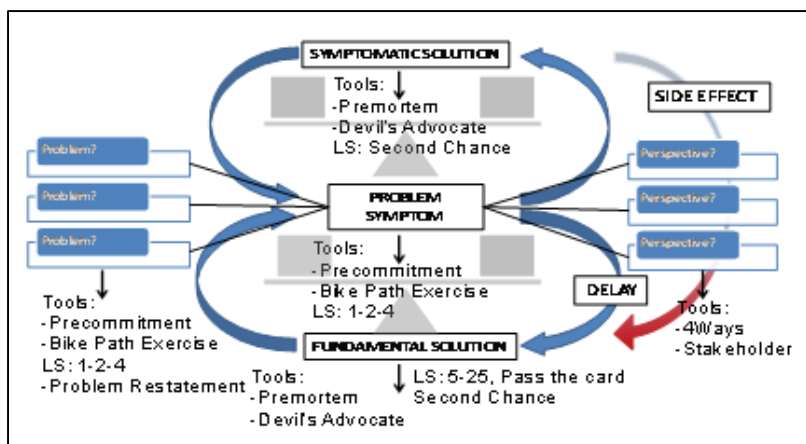 SYMPTOMATIC SOLUTION
Tools:
-Premortem
-Devil's Advocate
LS: Second Chance
SIDE EFFECT
Problem?
Problem?
Problem?
PROBLEM
SYMPTOM
Perspective?
Perspective?
Perspective?
Tools:
-Precommitment
-Bike Path Exercise
LS: 1-2-4
DELAY
Tools:
-Precommitment
-Bike Path Exercise
LS: 1-2-4
-Problem Restatement
Tools:
-4Ways
-Stakeholder
FUNDAMENTAL SOLUTION
Tools:
-Premortem
-Devil's Advocate
LS: 5-25, Pass the card
Second Chance